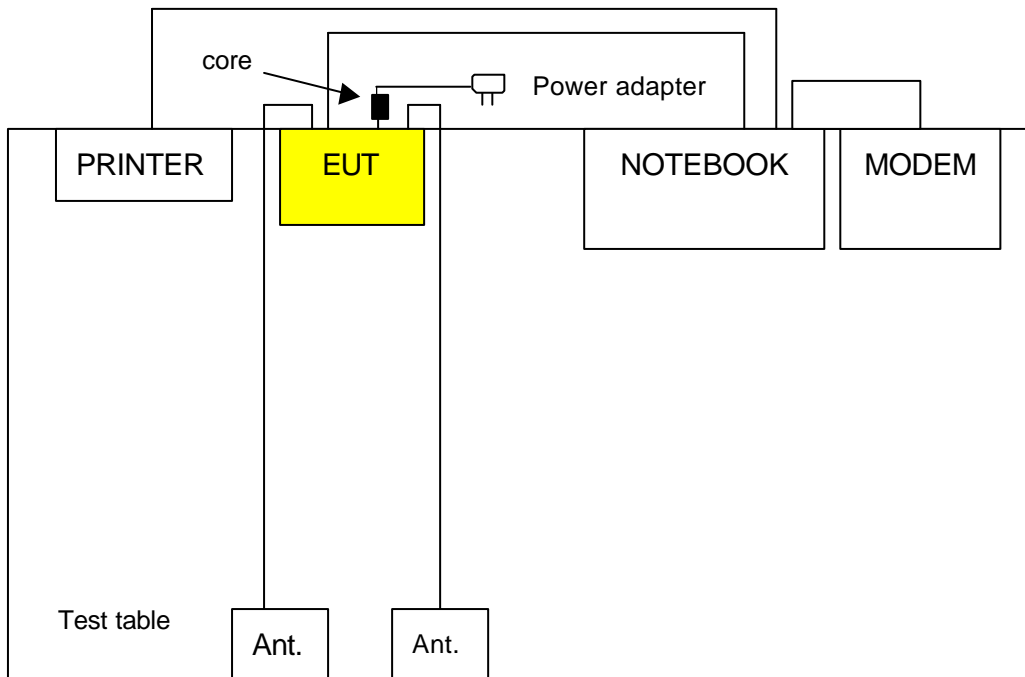 core
Power adapter
PRINTER
EUT
NOTEBOOK
MODEM
Test table
Ant.
Ant.